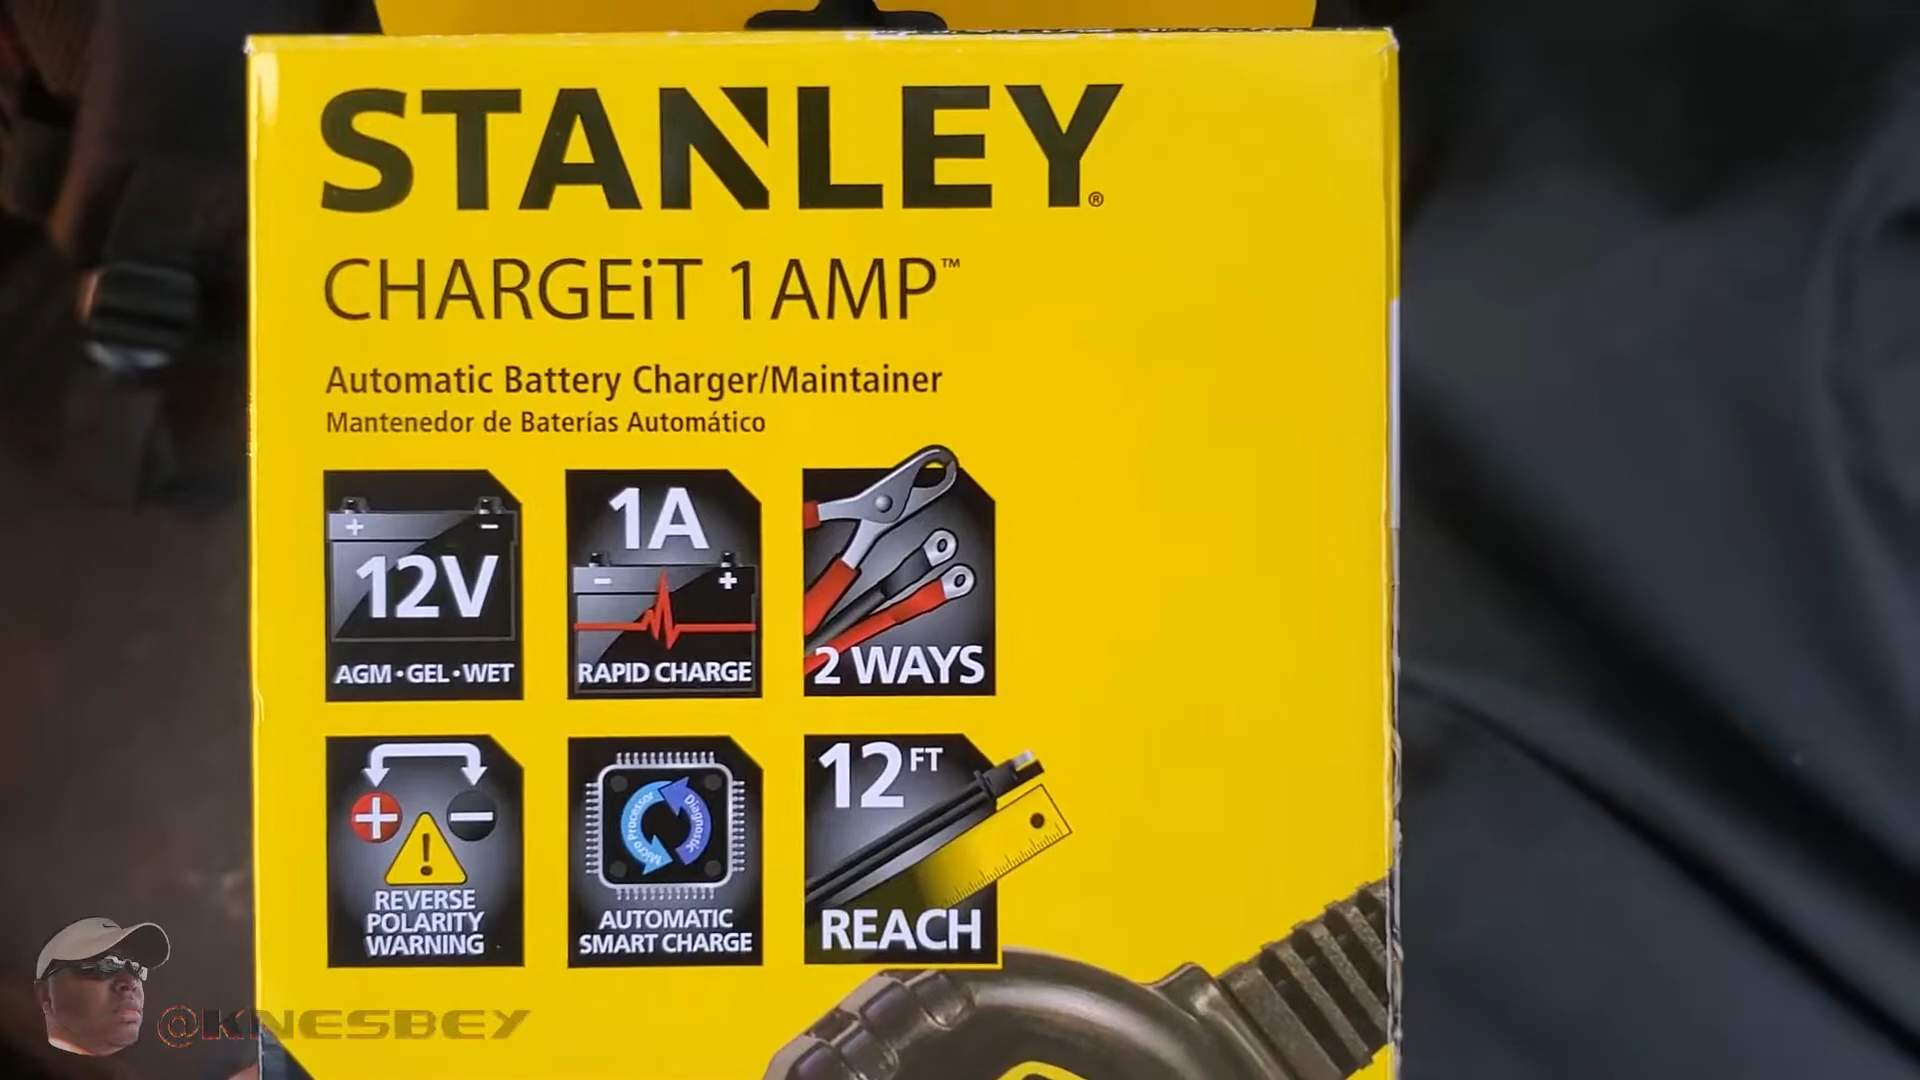 STANLEY®
CHARGEiT 1AMP™
Automatic Battery Charger/Maintainer
Mantenedor de Baterías Automático
+ −
12V
AGM•GEL•WET
1A
− +
RAPID CHARGE
2 WAYS
+ −
!
REVERSE
POLARITY
WARNING
Micro Processor
Diagnostic
AUTOMATIC
SMART CHARGE
12 FT
REACH
@KNESBEY